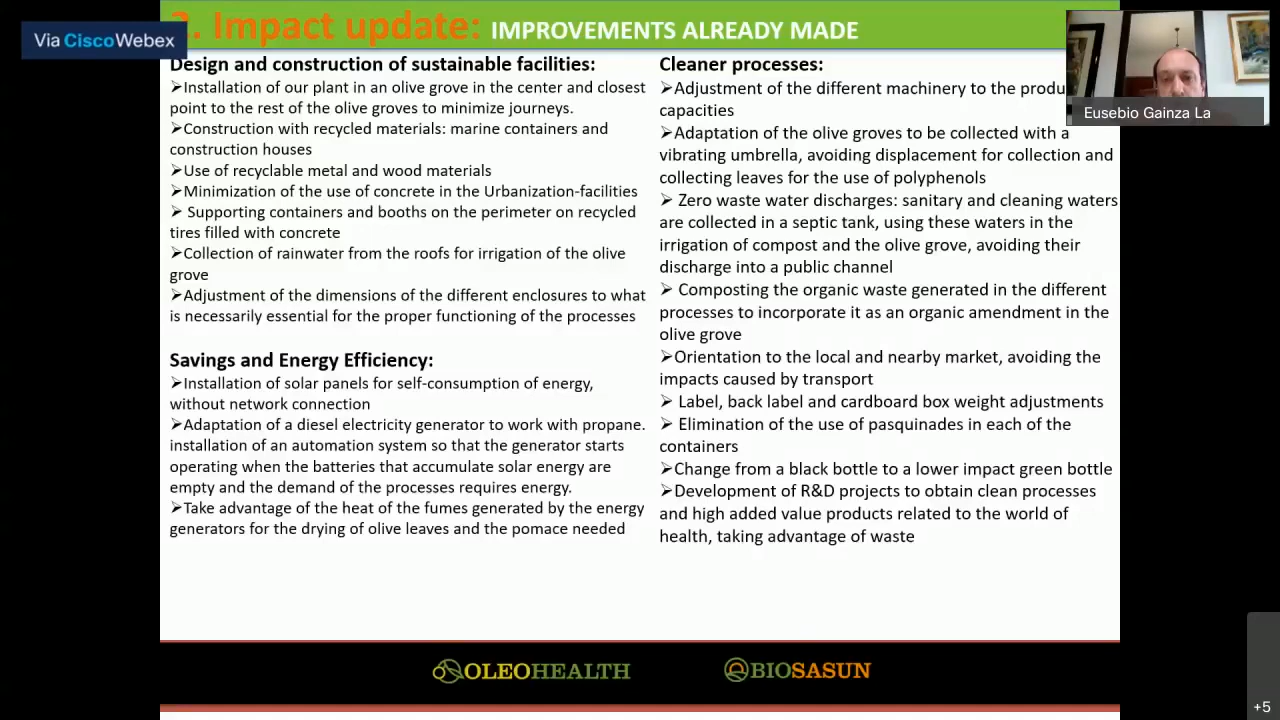 Via Cisco Webex
. Impact update: IMPROVEMENTS ALREADY MADE
Eusebio Gainza La
Design and construction of sustainable facilities:
➢Installation of our plant in an olive grove in the center and closest
point to the rest of the olive groves to minimize journeys.
➢Construction with recycled materials: marine containers and
construction houses
➢Use of recyclable metal and wood materials
➢Minimization of the use of concrete in the Urbanization-facilities
➢ Supporting containers and booths on the perimeter on recycled
tires filled with concrete
➢Collection of rainwater from the roofs for irrigation of the olive
grove
➢Adjustment of the dimensions of the different enclosures to what
is necessarily essential for the proper functioning of the processes
Savings and Energy Efficiency:
➢Installation of solar panels for self-consumption of energy,
without network connection
➢Adaptation of a diesel electricity generator to work with propane.
installation of an automation system so that the generator starts
operating when the batteries that accumulate solar energy are
empty and the demand of the processes requires energy.
➢Take advantage of the heat of the fumes generated by the energy
generators for the drying of olive leaves and the pomace needed
Cleaner processes:
➢Adjustment of the different machinery to the produ
capacities
➢Adaptation of the olive groves to be collected with a
vibrating umbrella, avoiding displacement for collection and
collecting leaves for the use of polyphenols
➢ Zero waste water discharges: sanitary and cleaning waters
are collected in a septic tank, using these waters in the
irrigation of compost and the olive grove, avoiding their
discharge into a public channel
➢ Composting the organic waste generated in the different
processes to incorporate it as an organic amendment in the
olive grove
➢Orientation to the local and nearby market, avoiding the
impacts caused by transport
➢ Label, back label and cardboard box weight adjustments
➢ Elimination of the use of pasquinades in each of the
containers
➢Change from a black bottle to a lower impact green bottle
➢Development of R&D projects to obtain clean processes
and high added value products related to the world of
health, taking advantage of waste
OLEOHEALTH
BIOSASUN
+5